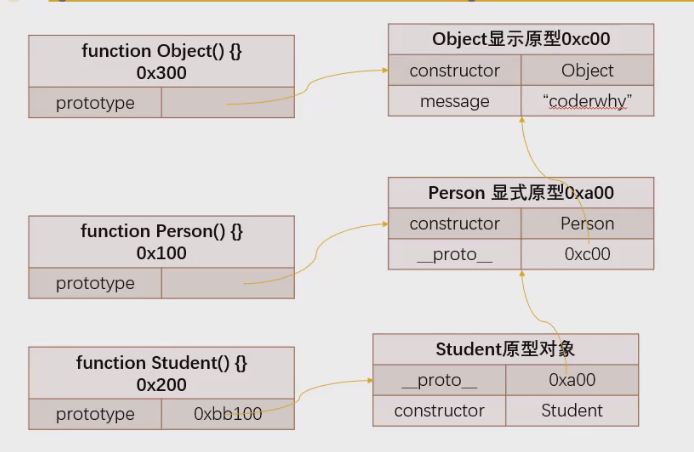 function Object() {}
0x300
prototype
Object显示原型0xc00
constructor Object
message “coderwhy”
function Person() {}
0x100
prototype
Person 显式原型0xa00
constructor Person
__proto__ 0xc00
function Student() {}
0x200
prototype 0xbb100
Student原型对象
__proto__ 0xa00
constructor Student